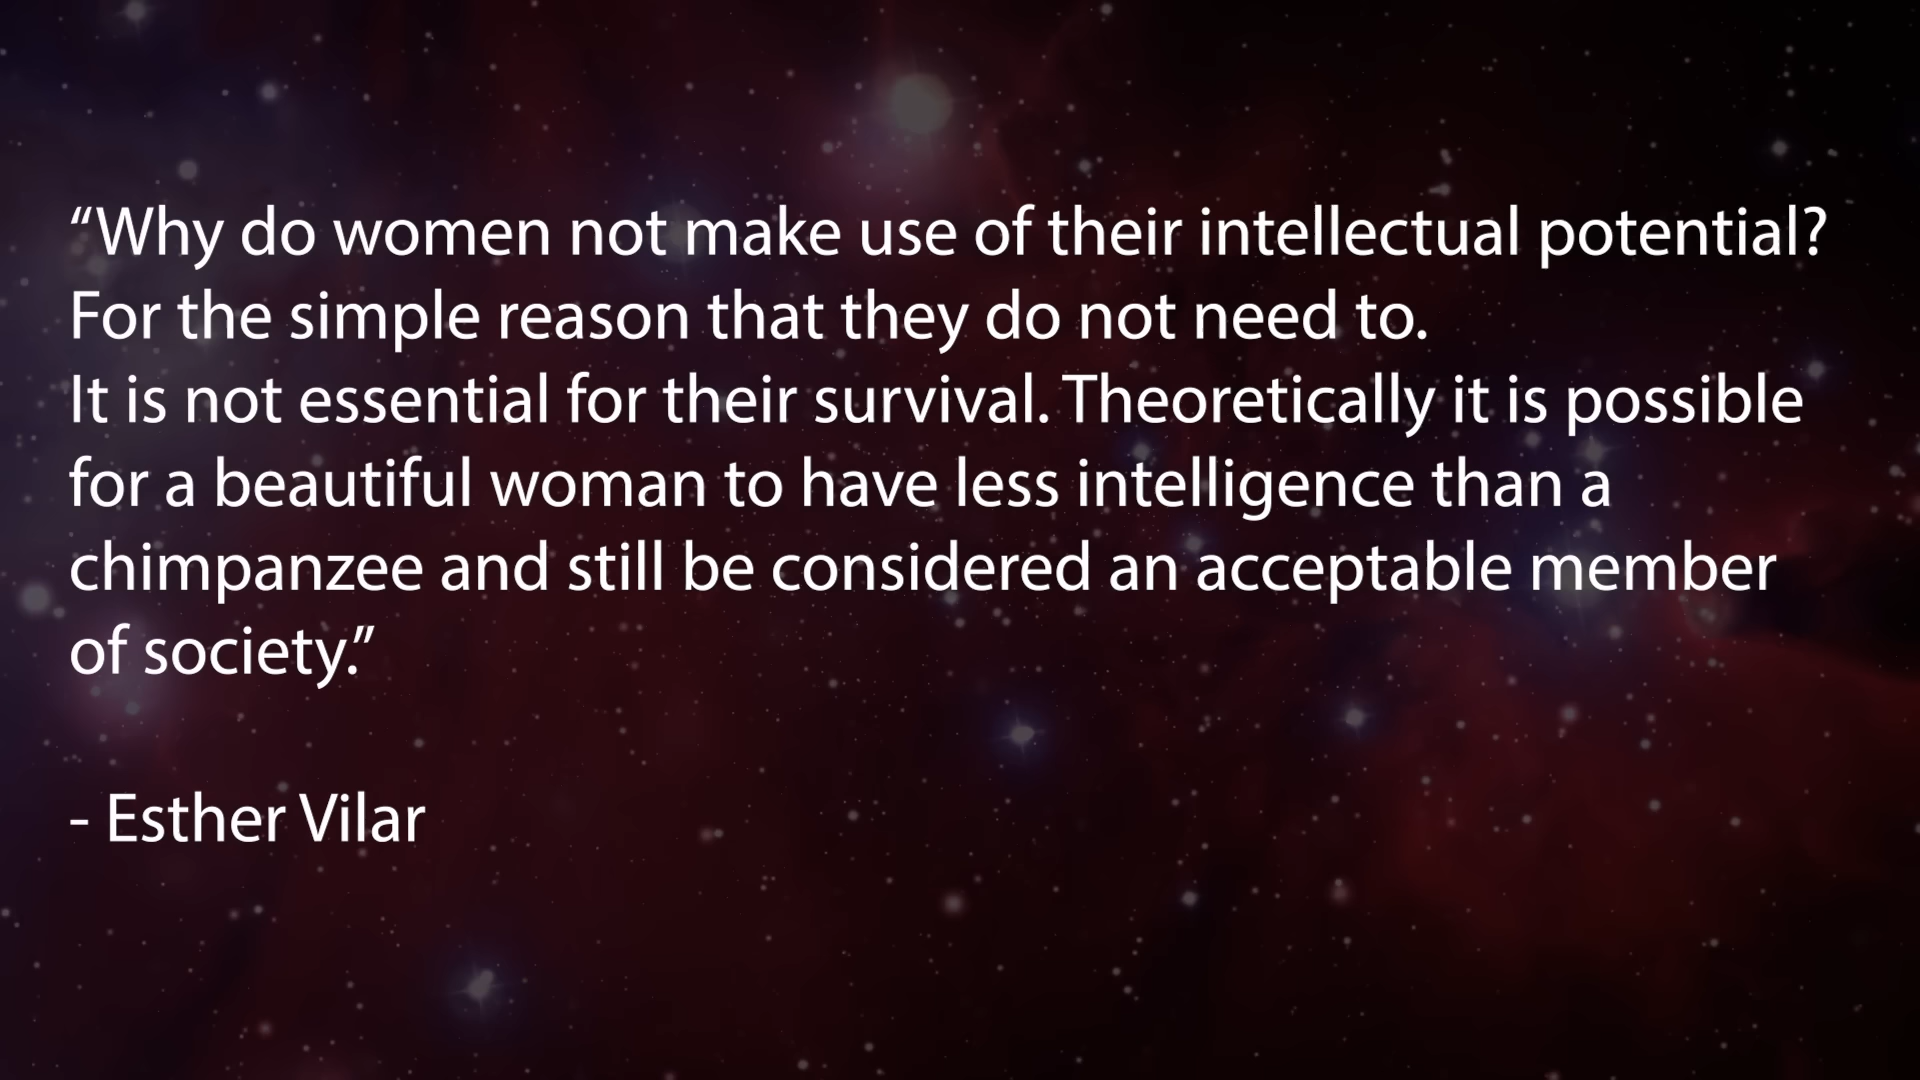 “Why do women not make use of their intellectual potential?
For the simple reason that they do not need to.
It is not essential for their survival. Theoretically it is possible
for a beautiful woman to have less intelligence than a
chimpanzee and still be considered an acceptable member
of society.”
- Esther Vilar